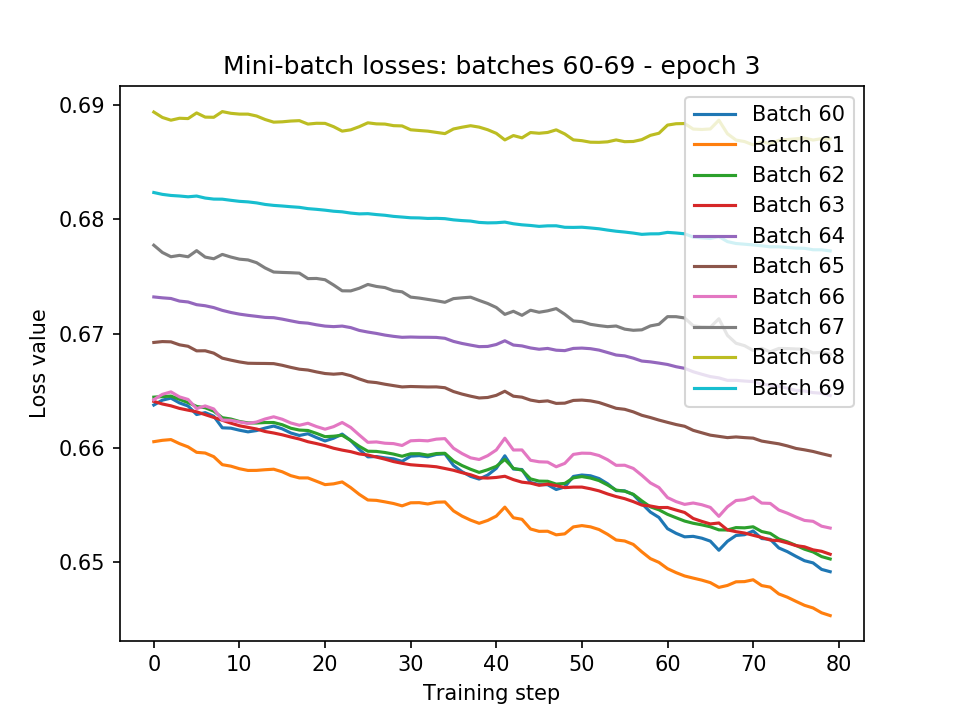 Mini-batch losses: batches 60-69 - epoch 3
0.69
0.68
0.67
0.66
0.65
Loss value
0
10
20
30
40
50
60
70
80
Training step
Batch 60
Batch 61
Batch 62
Batch 63
Batch 64
Batch 65
Batch 66
Batch 67
Batch 68
Batch 69